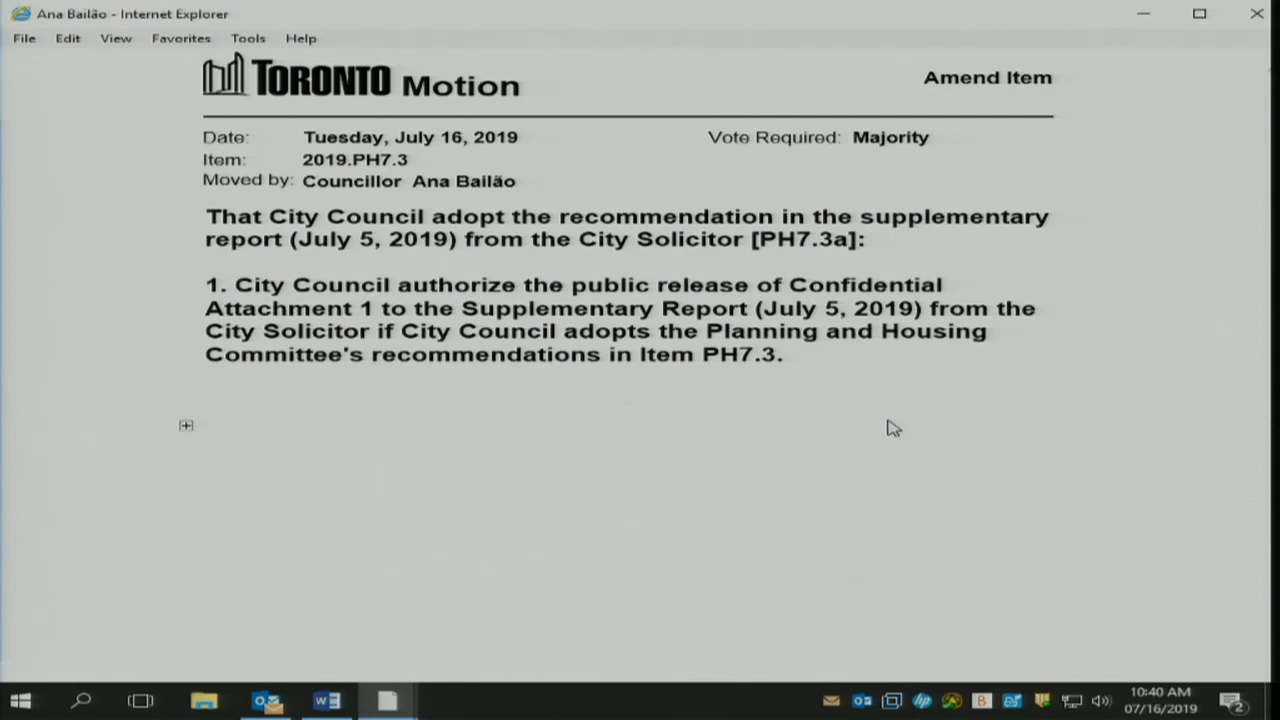 Ana Bailão - Internet Explorer
File Edit View Favorites Tools Help
TORONTO Motion
Amend Item
Date: Tuesday, July 16, 2019
Vote Required: Majority
Item: 2019.PH7.3
Moved by: Councillor Ana Bailão
That City Council adopt the recommendation in the supplementary
report (July 5, 2019) from the City Solicitor [PH7.3a]:
1. City Council authorize the public release of Confidential
Attachment 1 to the Supplementary Report (July 5, 2019) from the
City Solicitor if City Council adopts the Planning and Housing
Committee's recommendations in Item PH7.3.
10:40 AM
07/16/2019
2